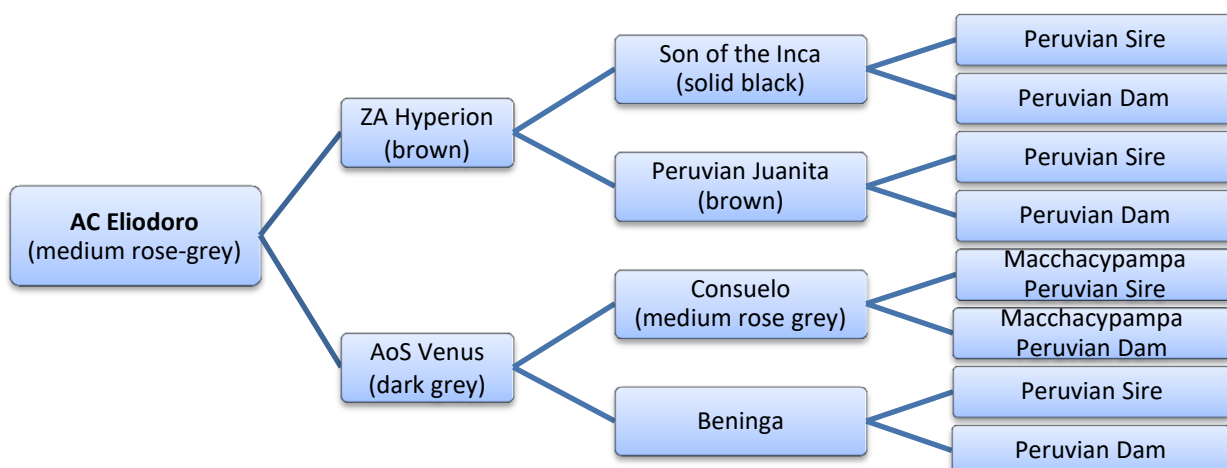 Son of the Inca
(solid black)
Peruvian Sire
Peruvian Dam
ZA Hyperion
(brown)
Peruvian Juanita
(brown)
Peruvian Sire
Peruvian Dam
AC Eliodoro
(medium rose-grey)
Consuelo
(medium rose grey)
Macchacypampa
Peruvian Sire
Macchacypampa
Peruvian Dam
AoS Venus
(dark grey)
Beninga
Peruvian Sire
Peruvian Dam